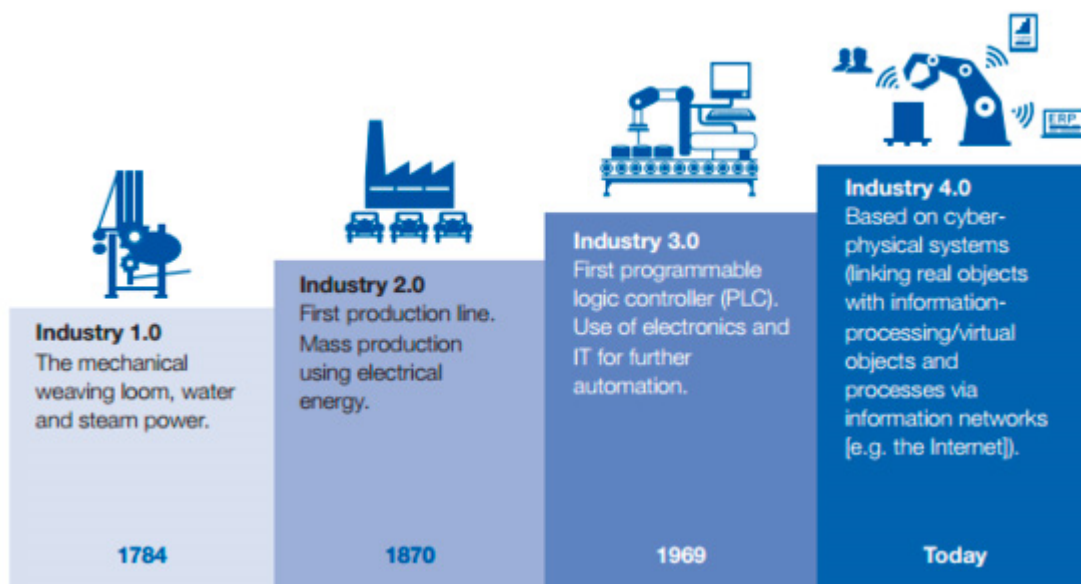 ERP
Industry 1.0
The mechanical
weaving loom, water
and steam power.
1784
Industry 2.0
First production line.
Mass production
using electrical
energy.
1870
Industry 3.0
First programmable
logic controller (PLC).
Use of electronics and
IT for further
automation.
1969
Industry 4.0
Based on cyber-
physical systems
(linking real objects
with information-
processing/virtual
objects and
processes via
information networks
[e.g. the Internet]).
Today